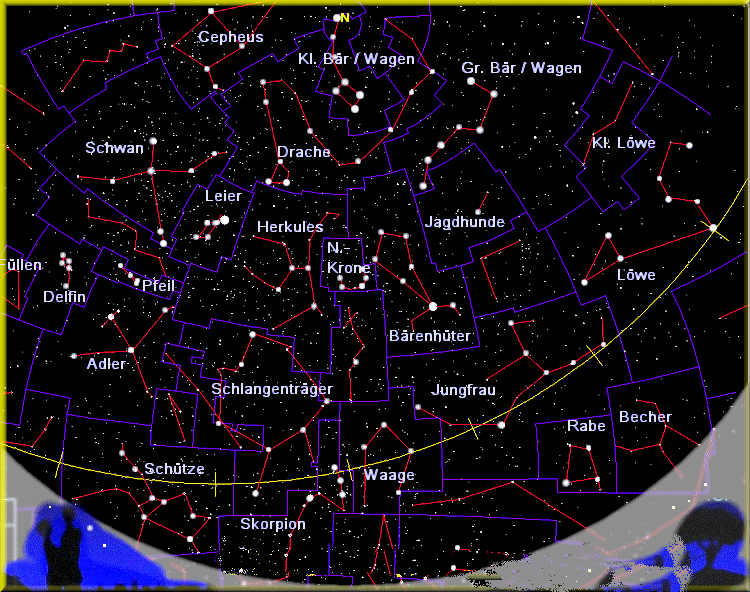 N
Cepheus
Kl. Bär / Wagen
Gr. Bär / Wagen
Schwan
Drache
Kl. Löwe
Leier
Herkules
Jagdhunde
N.-
Krone
Füllen
Löwe
Delfin
Pfeil
Bärenhüter
Adler
Schlangenträger
Jungfrau
Rabe
Becher
Schütze
Waage
Skorpion